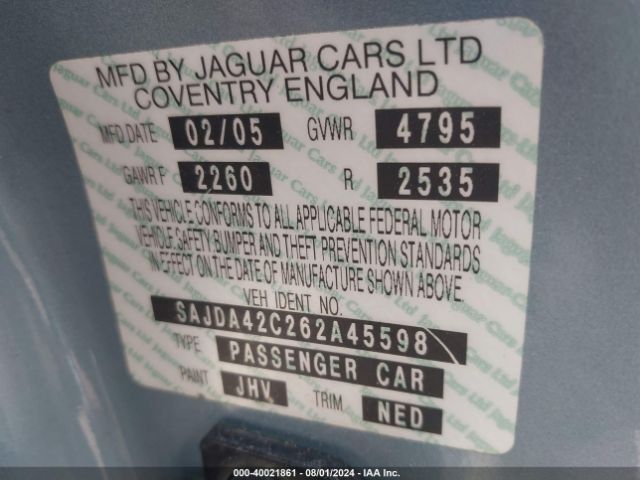 MFD BY JAGUAR CARS LTD
COVENTRY ENGLAND
MFD DATE 02/05 GVWR 4795
GAWR F 2260 R 2535
THIS VEHICLE CONFORMS TO ALL APPLICABLE FEDERAL MOTOR
VEHICLE SAFETY BUMPER AND THEFT PREVENTION STANDARDS
IN EFFECT ON THE DATE OF MANUFACTURE SHOWN ABOVE.
VEH IDENT NO.
SAJDA42C262A45598
TYPE PASSENGER CAR
PAINT JHV TRIM NED
000-40021861 - 08/01/2024 - IAA Inc.